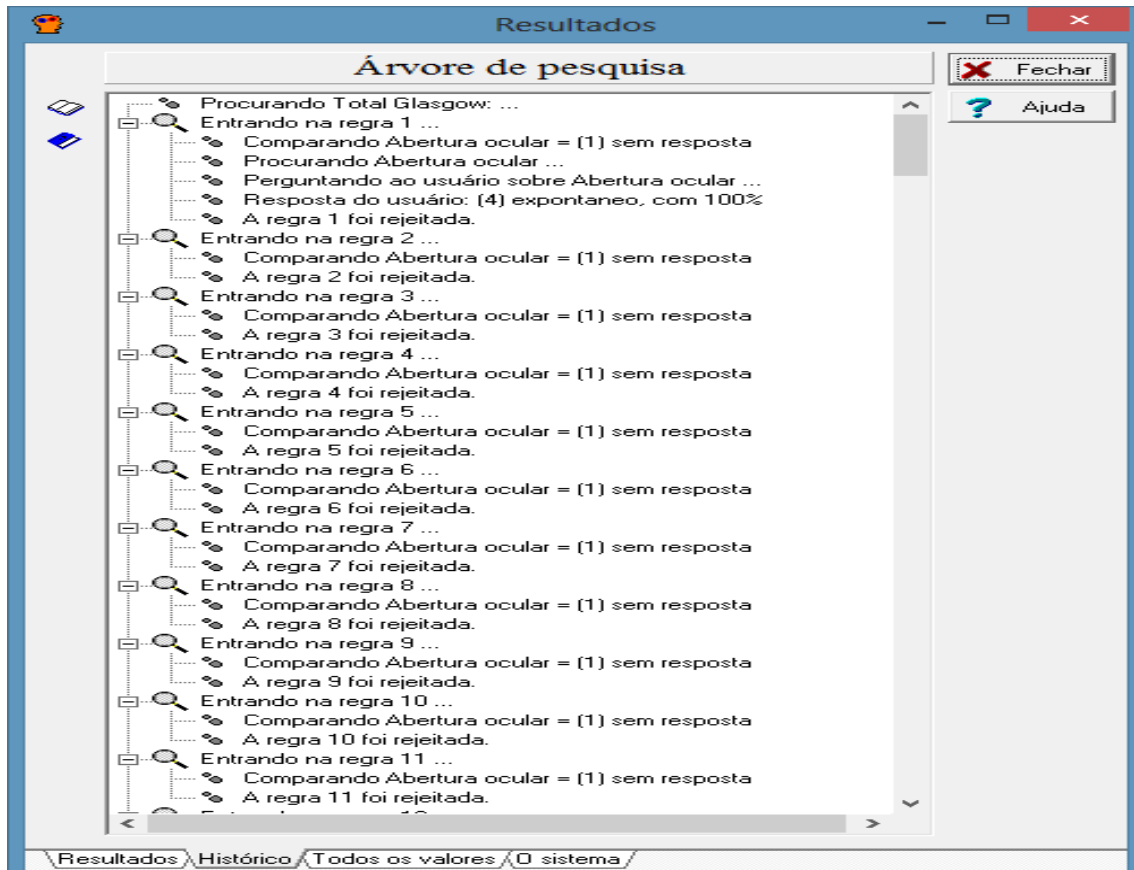 Resultados
Árvore de pesquisa
Fechar
Ajuda
Procurando Total Glasgow: ...
Entrando na regra 1 ...
Comparando Abertura ocular = (1) sem resposta
Procurando Abertura ocular ...
Perguntando ao usuário sobre Abertura ocular ...
Resposta do usuário: (4) expontaneo, com 100%
A regra 1 foi rejeitada.
Entrando na regra 2 ...
Comparando Abertura ocular = (1) sem resposta
A regra 2 foi rejeitada.
Entrando na regra 3 ...
Comparando Abertura ocular = (1) sem resposta
A regra 3 foi rejeitada.
Entrando na regra 4 ...
Comparando Abertura ocular = (1) sem resposta
A regra 4 foi rejeitada.
Entrando na regra 5 ...
Comparando Abertura ocular = (1) sem resposta
A regra 5 foi rejeitada.
Entrando na regra 6 ...
Comparando Abertura ocular = (1) sem resposta
A regra 6 foi rejeitada.
Entrando na regra 7 ...
Comparando Abertura ocular = (1) sem resposta
A regra 7 foi rejeitada.
Entrando na regra 8 ...
Comparando Abertura ocular = (1) sem resposta
A regra 8 foi rejeitada.
Entrando na regra 9 ...
Comparando Abertura ocular = (1) sem resposta
A regra 9 foi rejeitada.
Entrando na regra 10 ...
Comparando Abertura ocular = (1) sem resposta
A regra 10 foi rejeitada.
Entrando na regra 11 ...
Comparando Abertura ocular = (1) sem resposta
A regra 11 foi rejeitada.
Resultados Histórico Todos os valores O sistema